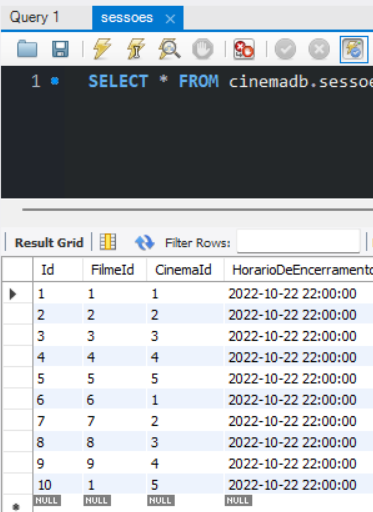 Query 1 sessoes
1 SELECT * FROM cinemadb.sessoe
Result Grid Filter Rows:
Id FilmeId CinemaId HorarioDeEncerramento
1 1 1 2022-10-22 22:00:00
2 2 2 2022-10-22 22:00:00
3 3 3 2022-10-22 22:00:00
4 4 4 2022-10-22 22:00:00
5 5 5 2022-10-22 22:00:00
6 6 1 2022-10-22 22:00:00
7 7 2 2022-10-22 22:00:00
8 8 3 2022-10-22 22:00:00
9 9 4 2022-10-22 22:00:00
10 1 5 2022-10-22 22:00:00
NULL NULL NULL NULL